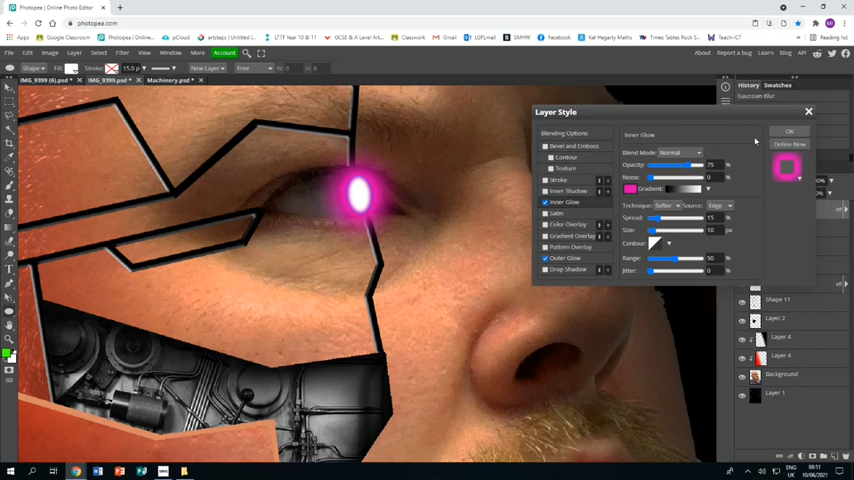 Photopea | Online Photo Editor
photopea.com
Apps Google Classroom Photopea | Online P... pCloud artsteps | Untitled | ... LTTF Year 10 & 11 GCSE & A Level Art... Classwork Gmail Google Calendar SMHW Facebook Kal Hegarty Maths Times Tables Rock S... Teach-ICT Reading list
File Edit Image Layer Select Filter View Window More Account
About Report a bug Learn Blog API
Shape: Fill: Stroke: 15.0 p New Layer Free W: 0 H: 0
IMG_9399 (6).psd * IMG_9399.psd * Machinery.psd *
History Swatches
Gaussian Blur
Layer Style
Blending Options
Bevel and Emboss
Contour
Texture
Stroke
Inner Shadow
Inner Glow
Satin
Color Overlay
Gradient Overlay
Pattern Overlay
Outer Glow
Drop Shadow
Inner Glow
Blend Mode: Normal
Opacity: 75 %
Noise: 0 %
Gradient:
Technique: Softer Source: Edge
Spread: 15 %
Size: 10 px
Contour:
Range: 50 %
Jitter: 0 %
OK
Define New
Shape 11
Layer 2
Layer 4
Layer 4
Background
Layer 1
ENG
UK
08:51
10/06/2021